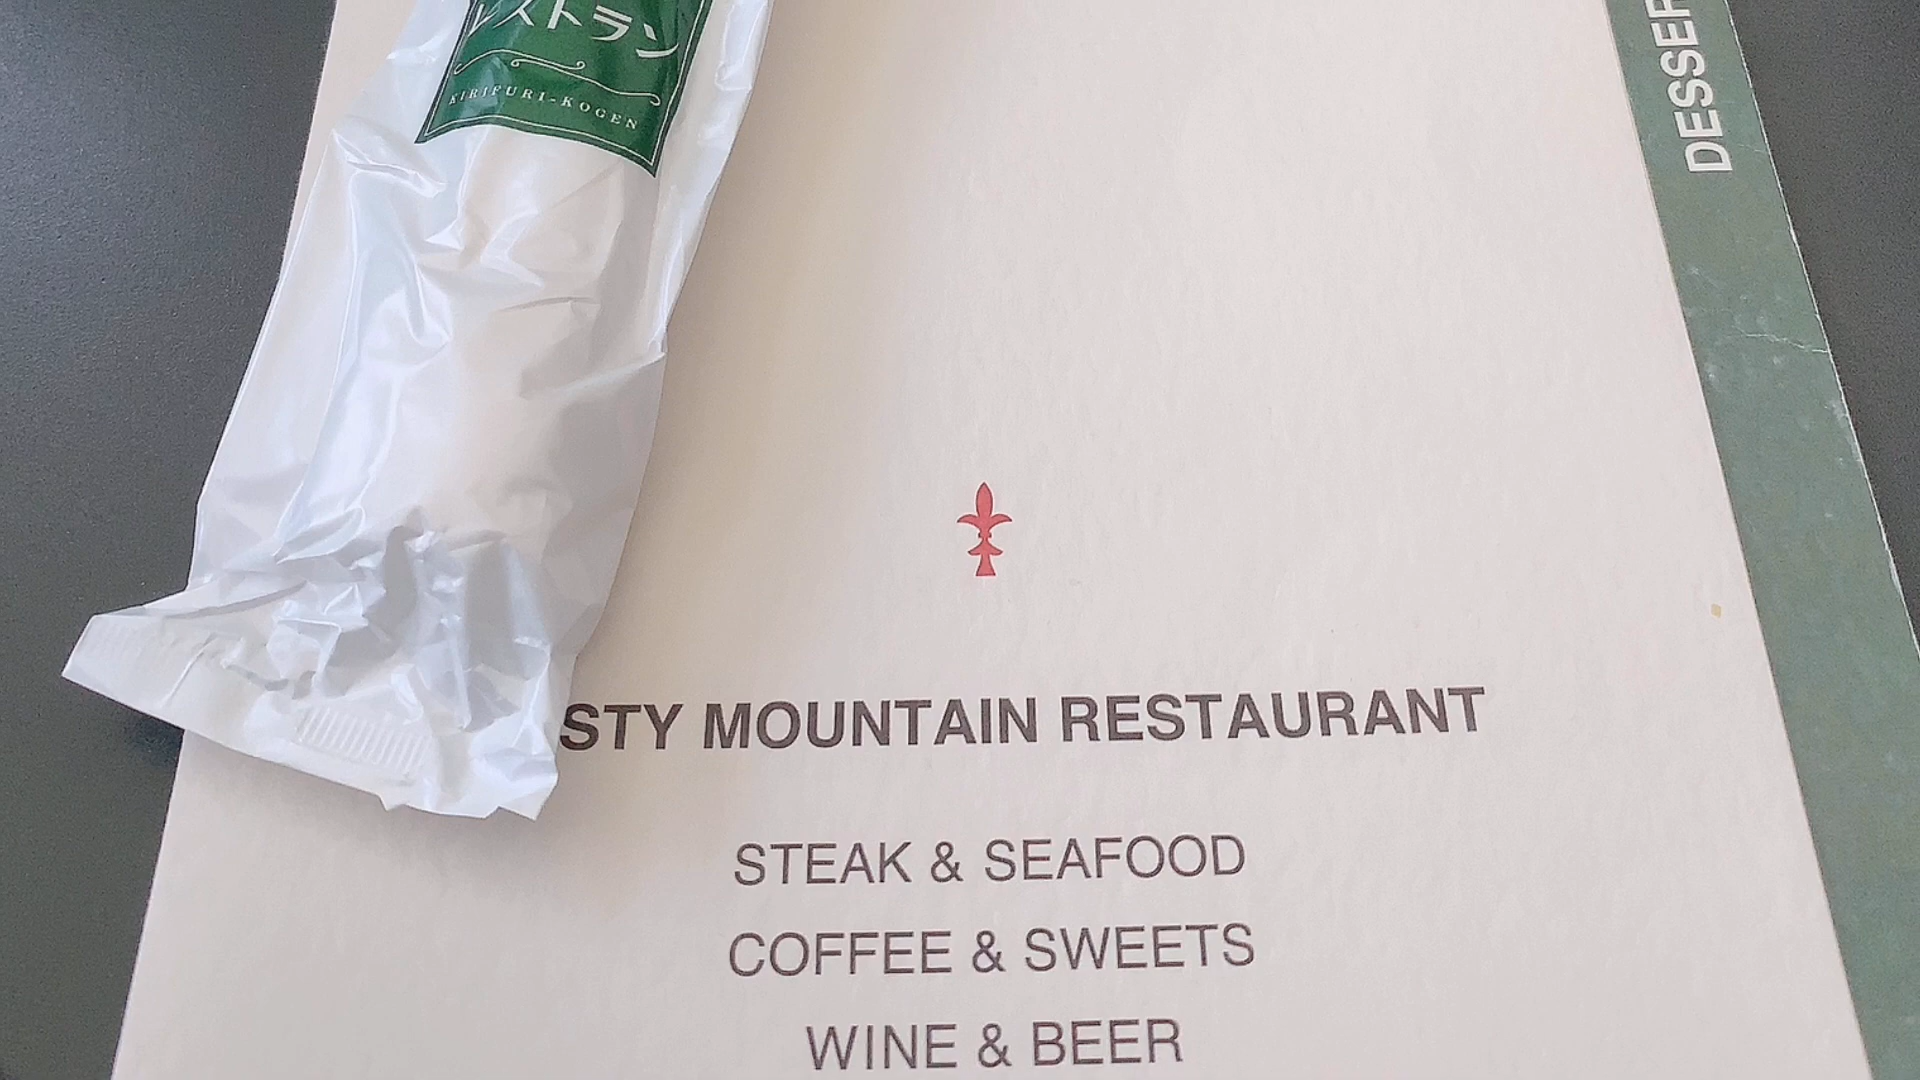 レストラン
KIRIFURI-KOGEN
DESSER
STY MOUNTAIN RESTAURANT
STEAK & SEAFOOD
COFFEE & SWEETS
WINE & BEER